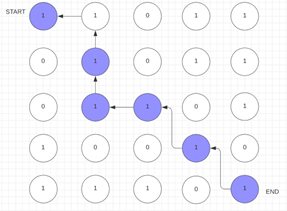 START
1 1 0 1 1
0 1 0 1 1
0 1 1 0 1
1 0 0 1 0
1 1 1 0 1
END